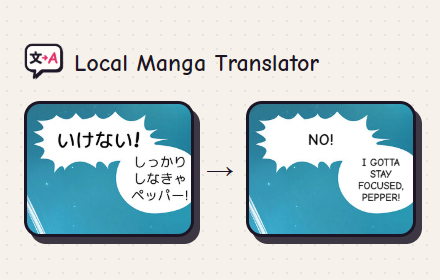 文→A
Local Manga Translator
いけない!
しっかり
しなきゃ
ペッパー!
→
NO!
I GOTTA
STAY
FOCUSED,
PEPPER!